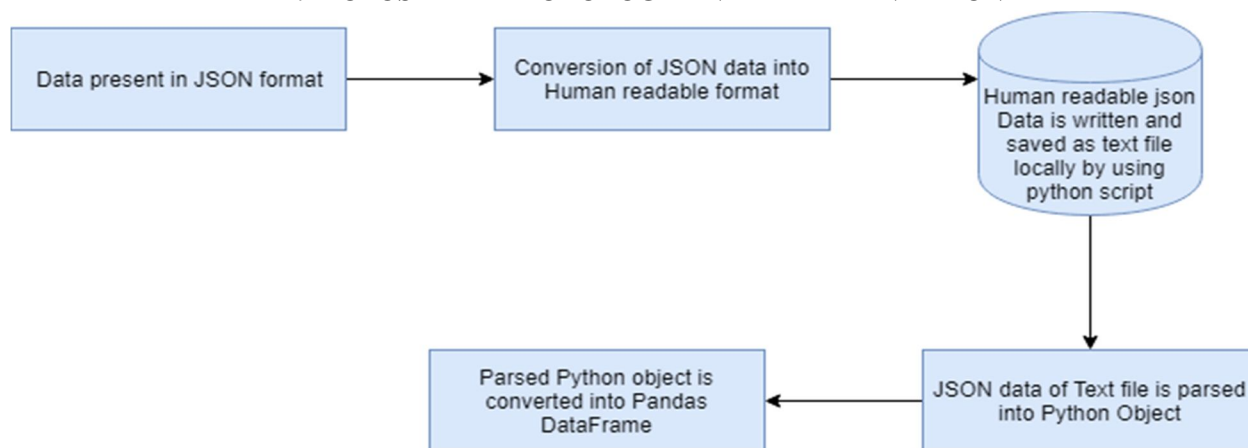 Data present in JSON format
Conversion of JSON data into
Human readable format
Human readable json
Data is written and
saved as text file
locally by using
python script
JSON data of Text file is parsed
into Python Object
Parsed Python object is
converted into Pandas
DataFrame